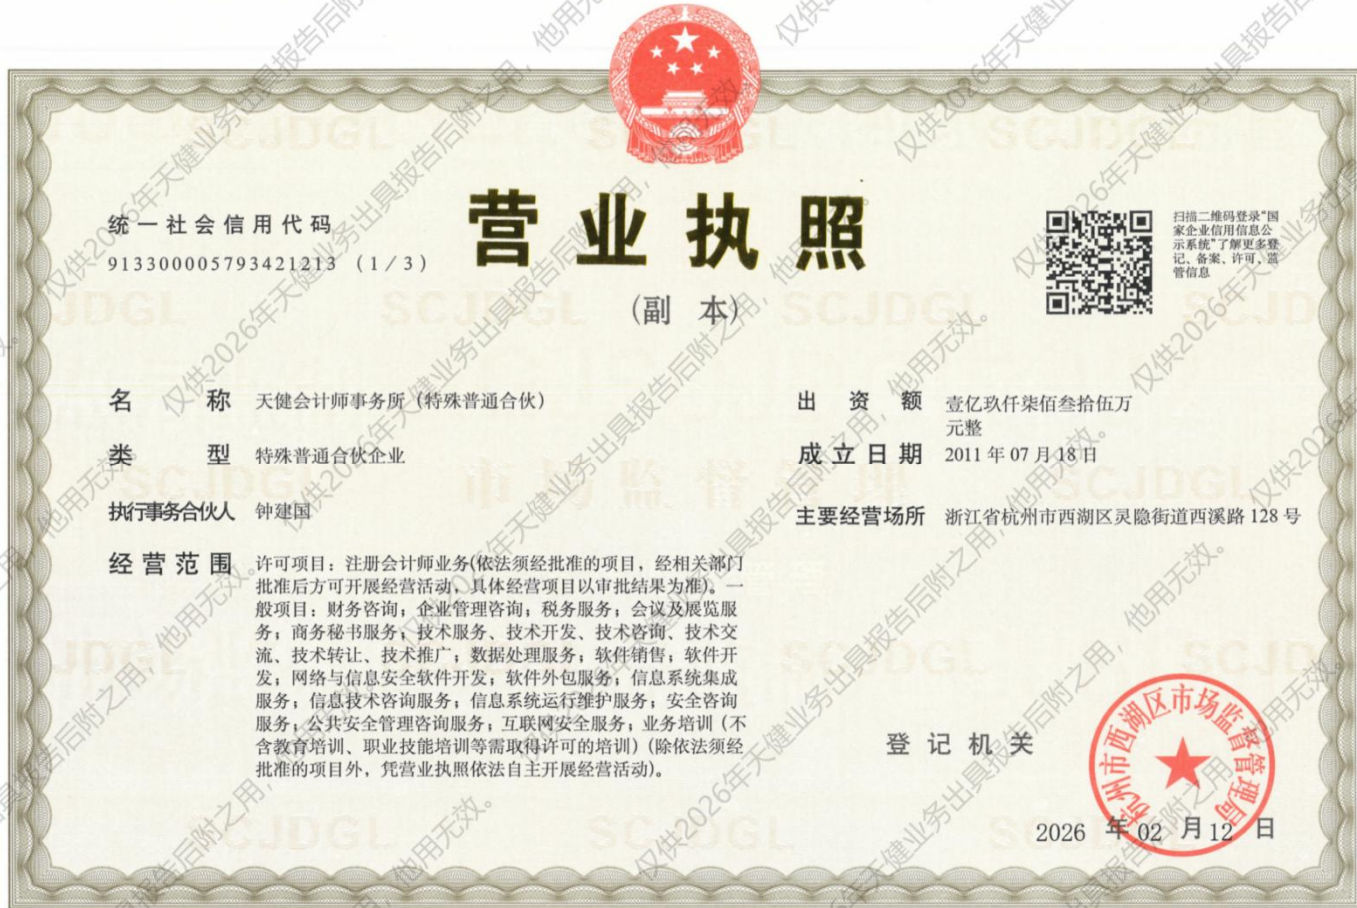 营业执照
(副 本)
统一社会信用代码
913300005793421213 (1/3)
扫描二维码登录“国
家企业信用信息公
示系统”了解更多登
记、备案、许可、监
管信息
名 称 天健会计师事务所（特殊普通合伙）
类 型 特殊普通合伙企业
执行事务合伙人 钟建国
经营范围 许可项目：注册会计师业务(依法须经批准的项目，经相关部门
批准后方可开展经营活动，具体经营项目以审批结果为准)。一
般项目：财务咨询；企业管理咨询；税务服务；会议及展览服
务；商务秘书服务；技术服务、技术开发、技术咨询、技术交
流、技术转让、技术推广；数据处理服务；软件销售；软件开
发；网络与信息安全软件开发；软件外包服务；信息系统集成
服务；信息技术咨询服务；信息系统运行维护服务；安全咨询
服务；公共安全管理咨询服务；互联网安全服务；业务培训（不
含教育培训、职业技能培训等需取得许可的培训）(除依法须经
批准的项目外，凭营业执照依法自主开展经营活动)。
出 资 额 壹亿玖仟柒佰叁拾伍万
元整
成立日期 2011 年 07 月 18 日
主要经营场所 浙江省杭州市西湖区灵隐街道西溪路 128 号
登记机关
杭州市西湖区市场监督管理局
2026 年 02 月 12 日
仅供2026年天健业务出具报告后附之用，他用无效。
SCJDGL
市场监督管理